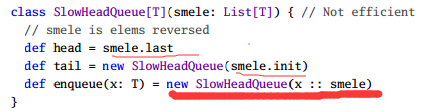 class SlowHeadQueue[T](smele: List[T]) { // Not efficient
// smele is elems reversed
def head = smele.last
def tail = new SlowHeadQueue(smele.init)
def enqueue(x: T) = new SlowHeadQueue(x :: smele)
}